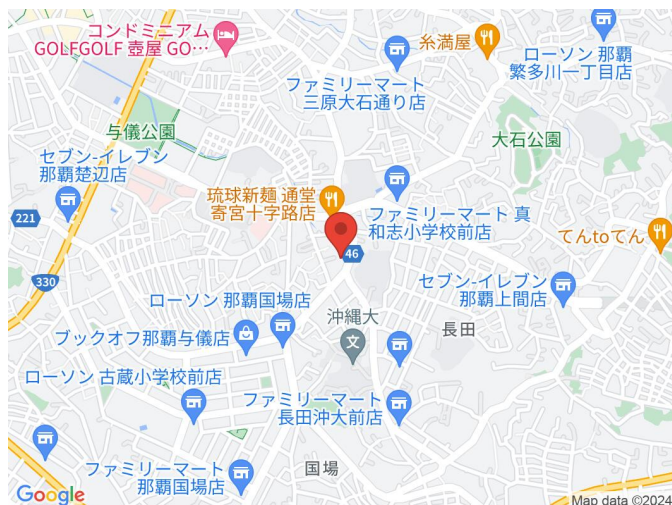 コンドミニアム
GOLFGOLF 壺屋 GO…
糸満屋
ローソン 那覇
繁多川一丁目店
ファミリーマート
三原大石通り店
与儀公園
大石公園
セブン-イレブン
那覇楚辺店
琉球新麺 通堂
寄宮十字路店
ファミリーマート 真
和志小学校前店
221
46
てんtoてん
330
セブン-イレブン
那覇上間店
ローソン 那覇国場店
沖縄大
長田
ブックオフ那覇与儀店
ローソン 古蔵小学校前店
ファミリーマート
長田沖大前店
国場
ファミリーマート
那覇国場店
Google
Map data ©2024